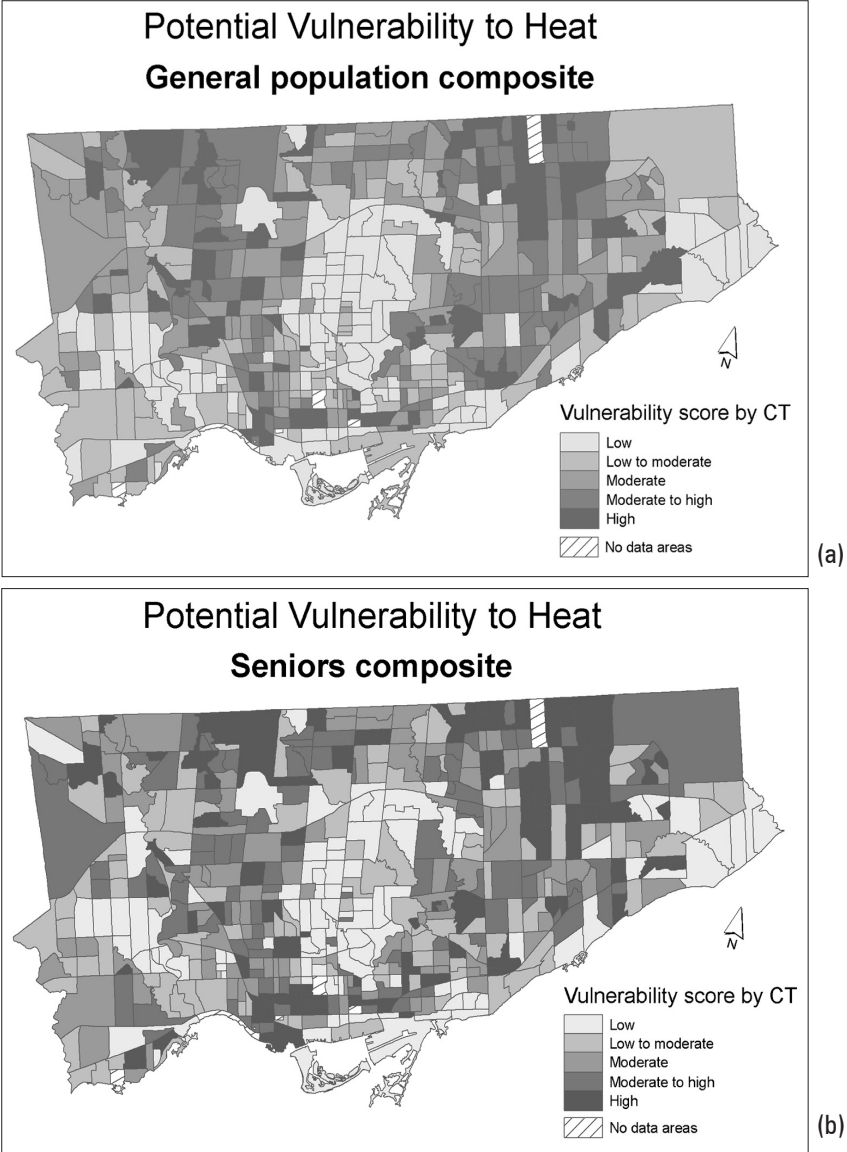 Potential Vulnerability to Heat
General population composite
N
Vulnerability score by CT
Low
Low to moderate
Moderate
Moderate to high
High
No data areas
(a)
Potential Vulnerability to Heat
Seniors composite
N
Vulnerability score by CT
Low
Low to moderate
Moderate
Moderate to high
High
No data areas
(b)